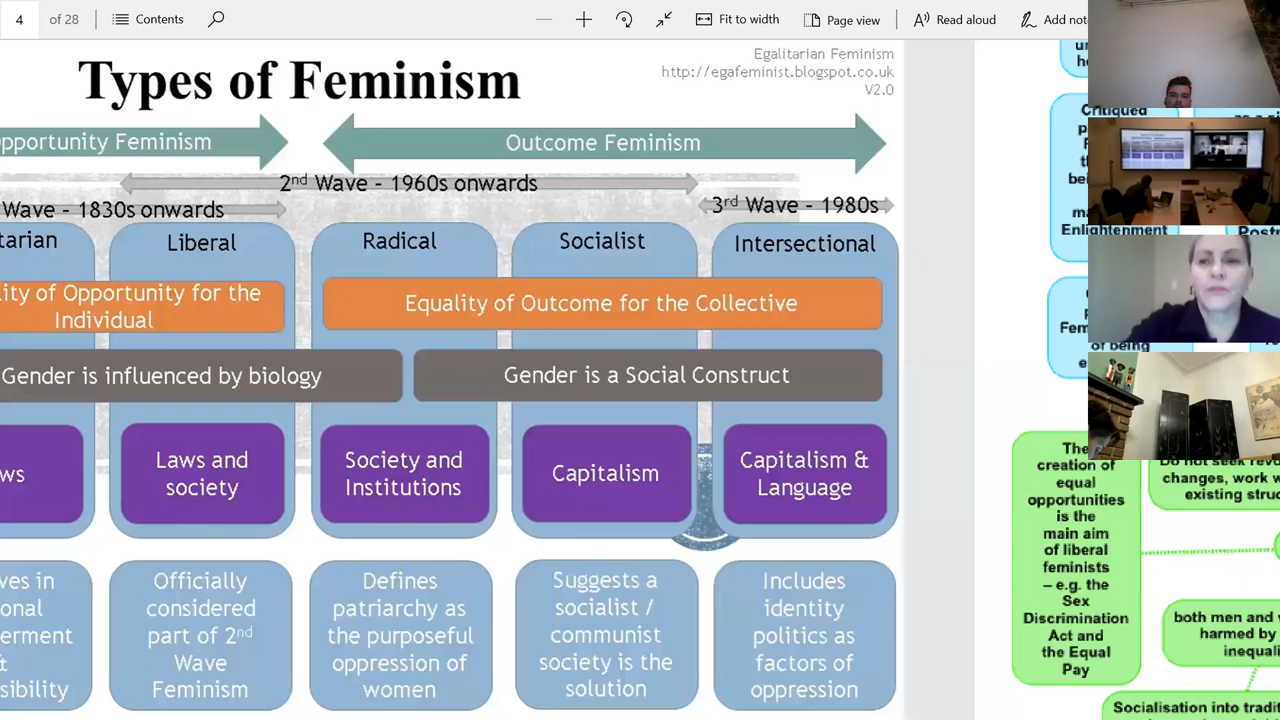 4 of 28 Contents Fit to width Page view Read aloud Add
Types of Feminism
Egalitarian Feminism
http://egafeminist.blogspot.co.uk
V2.0
pportunity Feminism
Outcome Feminism
2nd Wave - 1960s onwards
Wave - 1830s onwards
3rd Wave - 1980s
tarian
Liberal
Radical
Socialist
Intersectional
lity of Opportunity for the
Individual
Equality of Outcome for the Collective
Gender is influenced by biology
Gender is a Social Construct
ws
Laws and
society
Society and
Institutions
Capitalism
Capitalism &
Language
ves in
onal
erment
&
sibility
Officially
considered
part of 2nd
Wave
Feminism
Defines
patriarchy as
the purposeful
oppression of
women
Suggests a
socialist /
communist
society is the
solution
Includes
identity
politics as
factors of
oppression
Critiqued
Enlightenment
of being
The
creation of
equal
opportunities
is the
main aim
of liberal
feminists
– e.g. the
Sex
Discrimination
Act and
the Equal
Pay
Do not seek
changes, work
existing
both men and
harmed by
Socialisation into